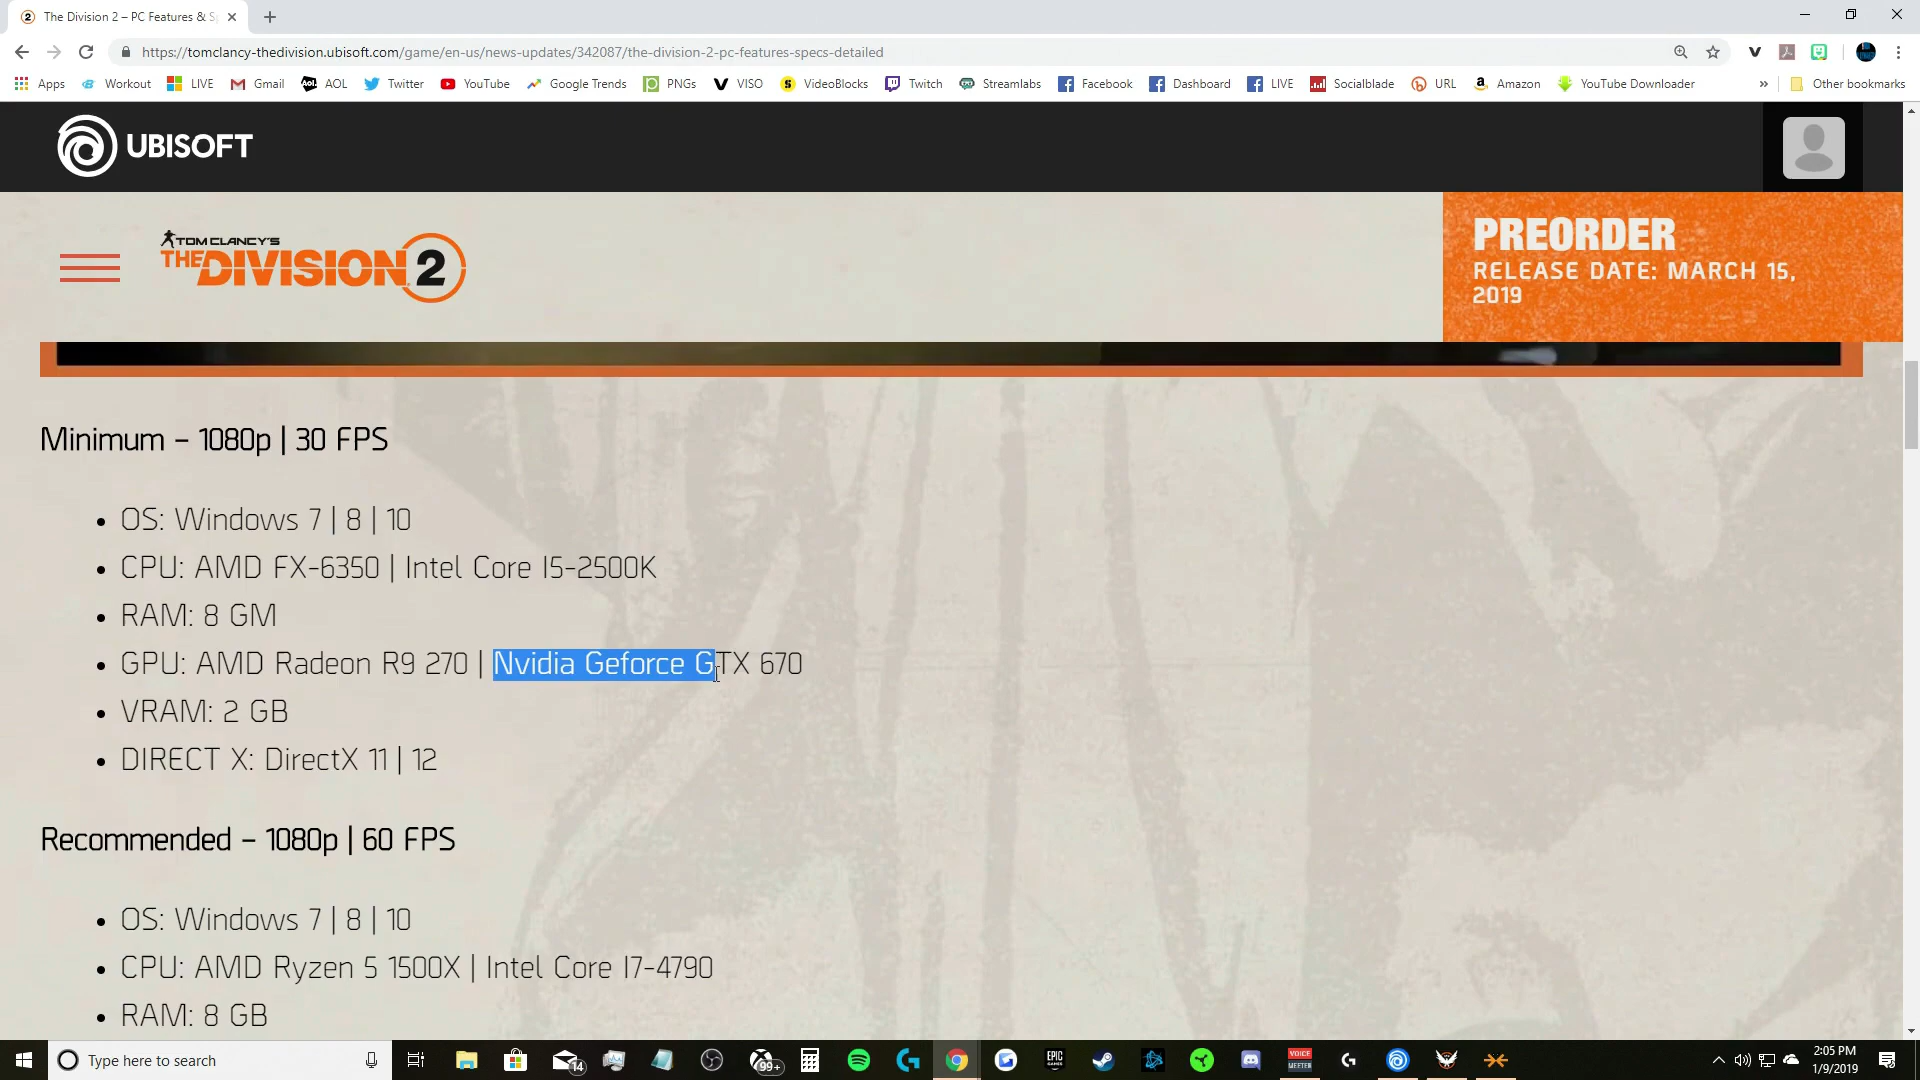 The Division 2 – PC Features & S
https://tomclancy-thedivision.ubisoft.com/game/en-us/news-updates/342087/the-division-2-pc-features-specs-detailed
Apps Workout LIVE Gmail AOL Twitter YouTube Google Trends PNGs VISO VideoBlocks Twitch Streamlabs Facebook Dashboard LIVE Socialblade URL Amazon YouTube Downloader » Other bookmarks
UBISOFT
TOM CLANCY'S
THE DIVISION 2
PREORDER
RELEASE DATE: MARCH 15,
2019
Minimum – 1080p | 30 FPS
• OS: Windows 7 | 8 | 10
• CPU: AMD FX-6350 | Intel Core I5-2500K
• RAM: 8 GM
• GPU: AMD Radeon R9 270 | Nvidia Geforce GTX 670
• VRAM: 2 GB
• DIRECT X: DirectX 11 | 12
Recommended – 1080p | 60 FPS
• OS: Windows 7 | 8 | 10
• CPU: AMD Ryzen 5 1500X | Intel Core I7-4790
• RAM: 8 GB
Type here to search
14
99+
EPIC GAMES
VOICE MEETER
2:05 PM
1/9/2019